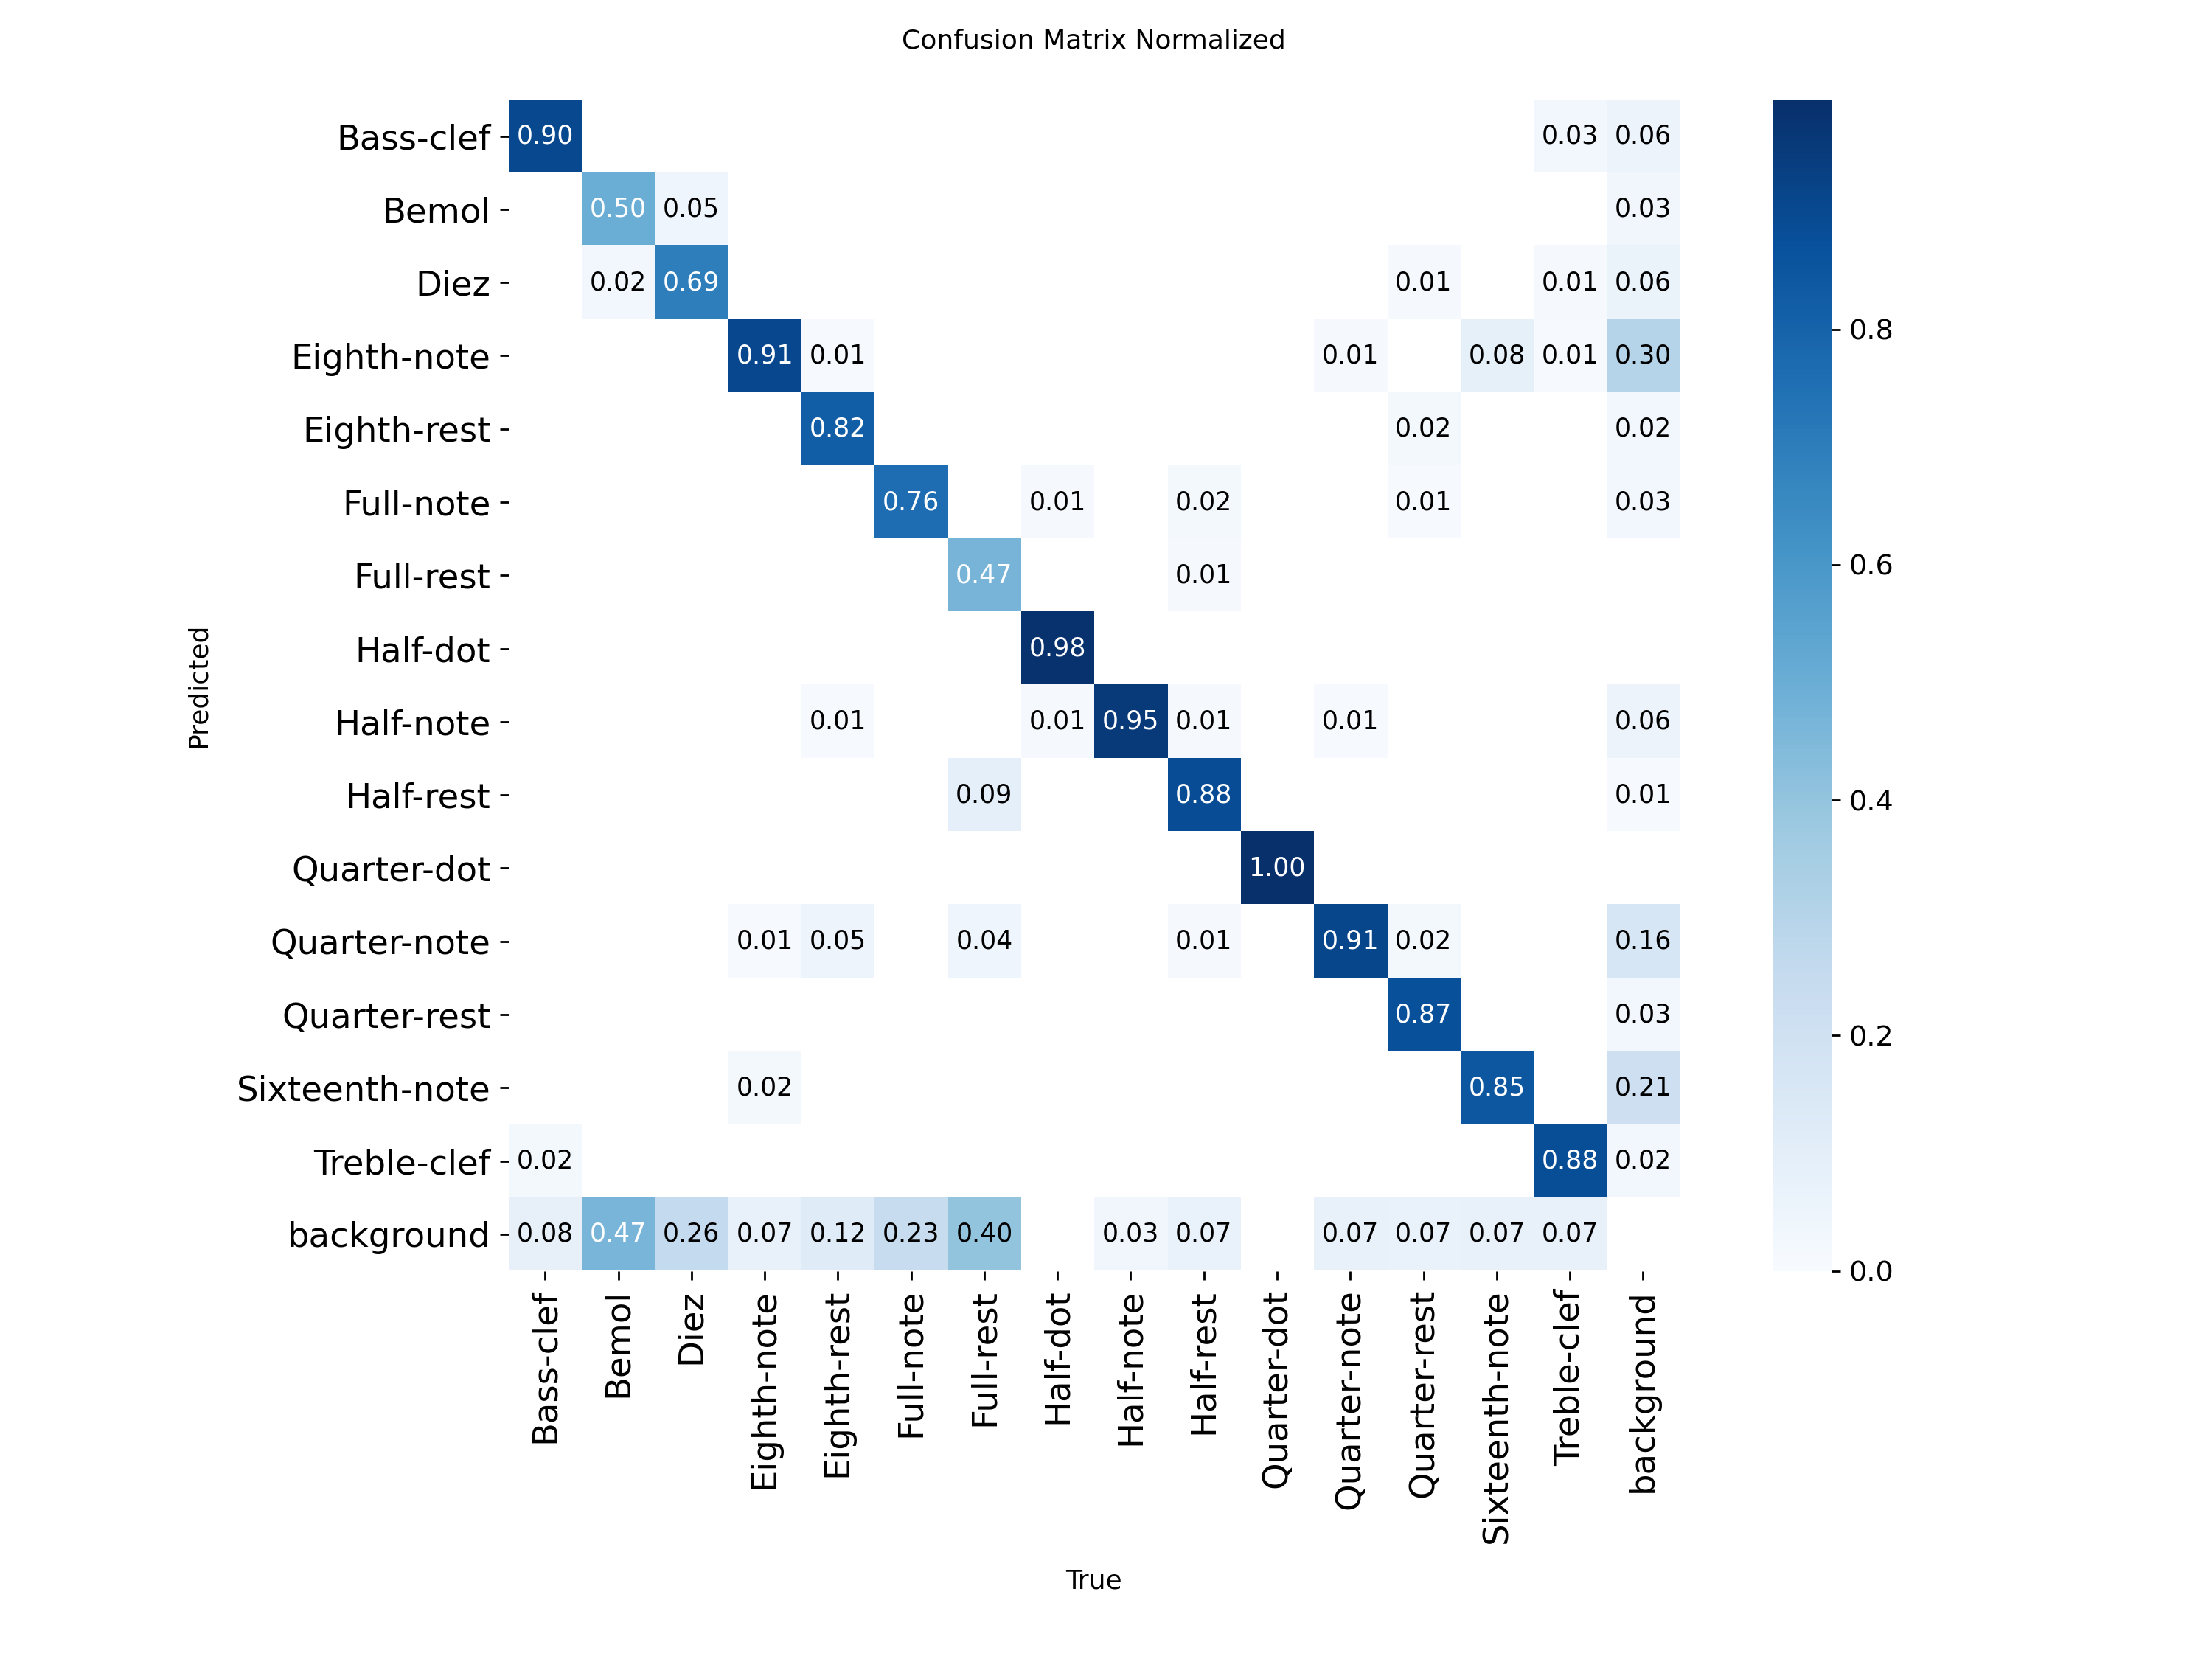 Confusion Matrix Normalized
Bass-clef 0.90 0.03 0.06
Bemol 0.50 0.05 0.03
Diez 0.02 0.69 0.01 0.01 0.06
Eighth-note 0.91 0.01 0.01 0.08 0.01 0.30
0.8
Eighth-rest 0.82 0.02 0.02
Full-note 0.76 0.01 0.02 0.01 0.03
Full-rest 0.47 0.01
0.6
Half-dot 0.98
Predicted
Half-note 0.01 0.01 0.95 0.01 0.01 0.06
Half-rest 0.09 0.88 0.01
0.4
Quarter-dot 1.00
Quarter-note 0.01 0.05 0.04 0.01 0.91 0.02 0.16
Quarter-rest 0.87 0.03
0.2
Sixteenth-note 0.02 0.85 0.21
Treble-clef 0.02 0.88 0.02
background 0.08 0.47 0.26 0.07 0.12 0.23 0.40 0.03 0.07 0.07 0.07 0.07 0.07
0.0
Bass-clef
Bemol
Diez
Eighth-note
Eighth-rest
Full-note
Full-rest
Half-dot
Half-note
Half-rest
Quarter-dot
Quarter-note
Quarter-rest
Sixteenth-note
Treble-clef
background
True